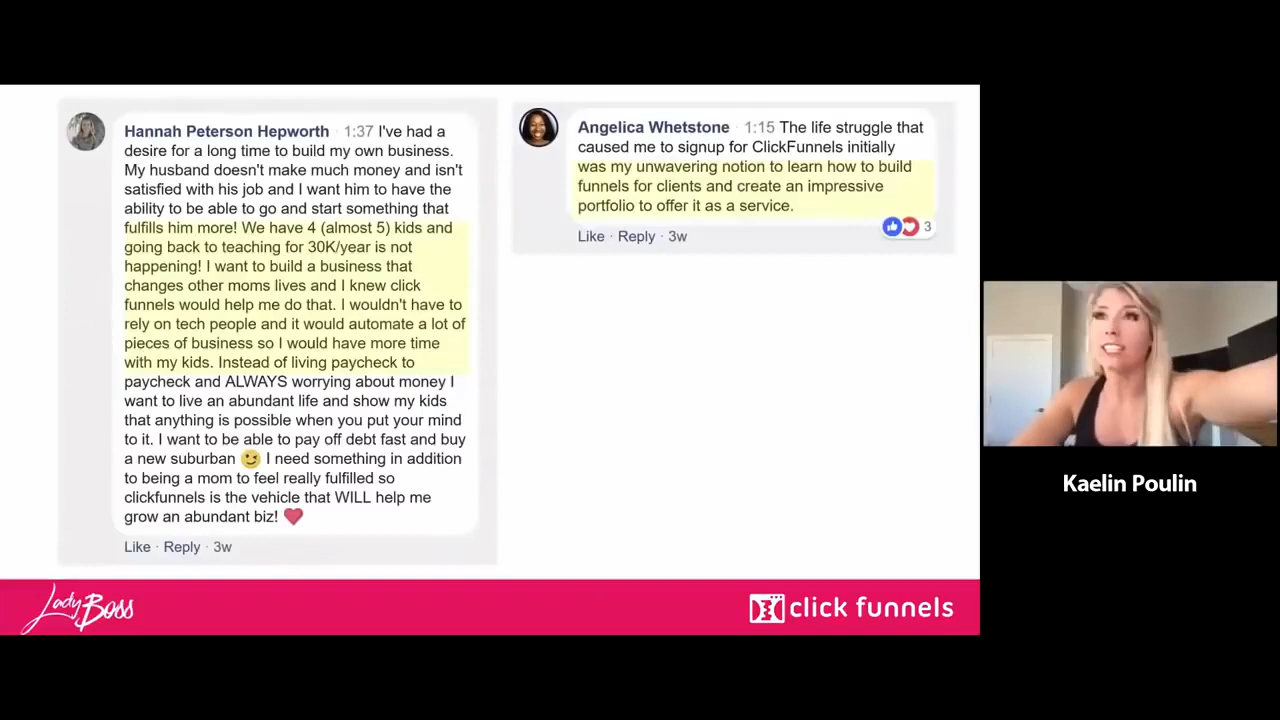 Hannah Peterson Hepworth · 1:37 I've had a
desire for a long time to build my own business.
My husband doesn't make much money and isn't
satisfied with his job and I want him to have the
ability to be able to go and start something that
fulfills him more! We have 4 (almost 5) kids and
going back to teaching for 30K/year is not
happening! I want to build a business that
changes other moms lives and I knew click
funnels would help me do that. I wouldn't have to
rely on tech people and it would automate a lot of
pieces of business so I would have more time
with my kids. Instead of living paycheck to
paycheck and ALWAYS worrying about money I
want to live an abundant life and show my kids
that anything is possible when you put your mind
to it. I want to be able to pay off debt fast and buy
a new suburban 😉 I need something in addition
to being a mom to feel really fulfilled so
clickfunnels is the vehicle that WILL help me
grow an abundant biz! ❤️
Like · Reply · 3w
Angelica Whetstone · 1:15 The life struggle that
caused me to signup for ClickFunnels initially
was my unwavering notion to learn how to build
funnels for clients and create an impressive
portfolio to offer it as a service.
3
Like · Reply · 3w
Kaelin Poulin
LadyBoss
click funnels